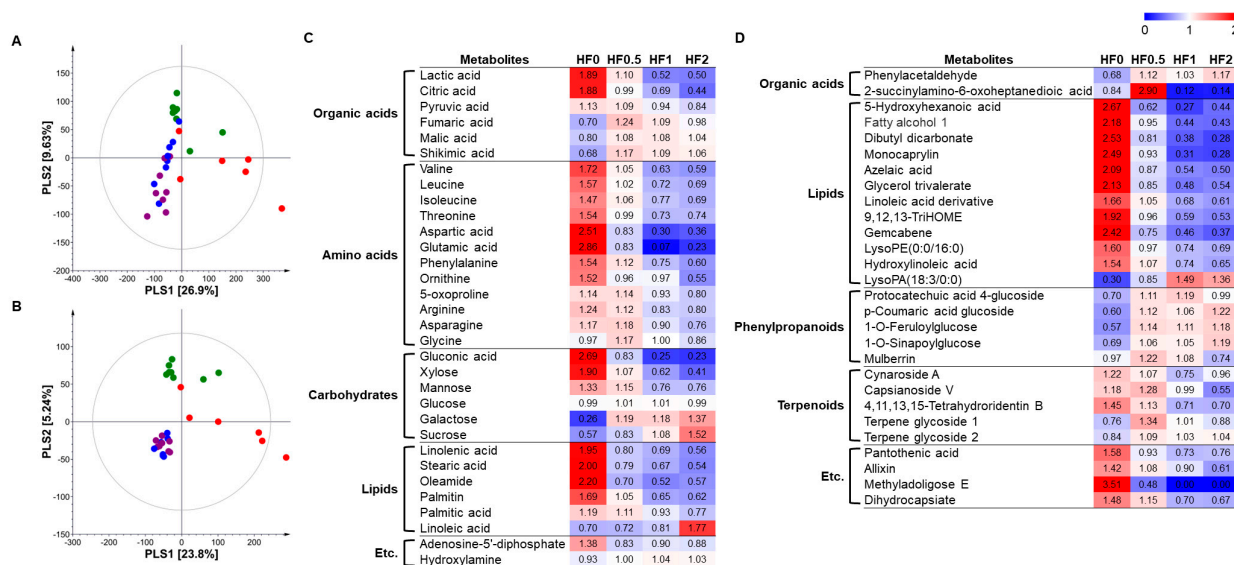 A
150
100
50
0
-50
-100
-150
-200
-400 -300 -200 -100 0 100 200 300
PLS2 [9.63%]
PLS1 [26.9%]
B
150
100
50
0
-50
-100
-150
-200 -100 0 100 200
PLS2 [5.24%]
PLS1 [23.8%]
C
Metabolites HF0 HF0.5 HF1 HF2
Organic acids
Lactic acid 1.89 1.10 0.52 0.50
Citric acid 1.88 0.99 0.69 0.44
Pyruvic acid 1.13 1.09 0.94 0.84
Fumaric acid 0.70 1.24 1.09 0.98
Malic acid 0.80 1.08 1.08 1.04
Shikimic acid 0.68 1.17 1.09 1.06
Amino acids
Valine 1.72 1.05 0.63 0.59
Leucine 1.57 1.02 0.72 0.69
Isoleucine 1.47 1.06 0.77 0.69
Threonine 1.54 0.99 0.73 0.74
Aspartic acid 2.51 0.83 0.30 0.36
Glutamic acid 2.86 0.83 0.07 0.23
Phenylalanine 1.54 1.12 0.75 0.60
Ornithine 1.52 0.96 0.97 0.55
5-oxoproline 1.14 1.14 0.93 0.80
Arginine 1.24 1.12 0.83 0.80
Asparagine 1.17 1.18 0.90 0.76
Glycine 0.97 1.17 1.00 0.86
Carbohydrates
Gluconic acid 2.69 0.83 0.25 0.23
Xylose 1.90 1.07 0.62 0.41
Mannose 1.33 1.15 0.76 0.76
Glucose 0.99 1.01 1.01 0.99
Galactose 0.26 1.19 1.18 1.37
Sucrose 0.57 0.83 1.08 1.52
Lipids
Linolenic acid 1.95 0.80 0.69 0.56
Stearic acid 2.00 0.79 0.67 0.54
Oleamide 2.20 0.70 0.52 0.57
Palmitin 1.69 1.05 0.65 0.62
Palmitic acid 1.19 1.11 0.93 0.77
Linoleic acid 0.70 0.72 0.81 1.77
Etc.
Adenosine-5'-diphosphate 1.38 0.83 0.90 0.88
Hydroxylamine 0.93 1.00 1.04 1.03
0 1 2
D
Metabolites HF0 HF0.5 HF1 HF2
Organic acids
Phenylacetaldehyde 0.68 1.12 1.03 1.17
2-succinylamino-6-oxoheptanedioic acid 0.84 2.90 0.12 0.14
Lipids
5-Hydroxyhexanoic acid 2.67 0.62 0.27 0.44
Fatty alcohol 1 2.18 0.95 0.44 0.43
Dibutyl dicarbonate 2.53 0.81 0.38 0.28
Monocaprylin 2.49 0.93 0.31 0.28
Azelaic acid 2.09 0.87 0.54 0.50
Glycerol trivalerate 2.13 0.85 0.48 0.54
Linoleic acid derivative 1.66 1.05 0.68 0.61
9,12,13-TriHOME 1.92 0.96 0.59 0.53
Gemcabene 2.42 0.75 0.46 0.37
LysoPE(0:0/16:0) 1.60 0.97 0.74 0.69
Hydroxylinoleic acid 1.54 1.07 0.74 0.65
LysoPA(18:3/0:0) 0.30 0.85 1.49 1.36
Phenylpropanoids
Protocatechuic acid 4-glucoside 0.70 1.11 1.19 0.99
p-Coumaric acid glucoside 0.60 1.12 1.06 1.22
1-O-Feruloylglucose 0.57 1.14 1.11 1.18
1-O-Sinapoylglucose 0.69 1.06 1.05 1.19
Mulberrin 0.97 1.22 1.08 0.74
Terpenoids
Cynaroside A 1.22 1.07 0.75 0.96
Capsianoside V 1.18 1.28 0.99 0.55
4,11,13,15-Tetrahydroridentin B 1.45 1.13 0.71 0.70
Terpene glycoside 1 0.76 1.34 1.01 0.88
Terpene glycoside 2 0.84 1.09 1.03 1.04
Etc.
Pantothenic acid 1.58 0.93 0.73 0.76
Allixin 1.42 1.08 0.90 0.61
Methyladoligose E 3.51 0.48 0.00 0.00
Dihydrocapsiate 1.48 1.15 0.70 0.67